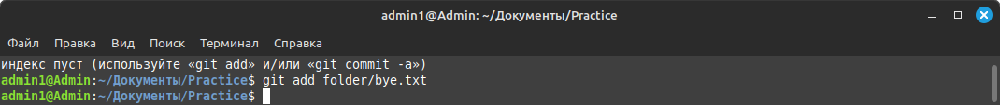 admin1@Admin: ~/Документы/Practice
Файл Правка Вид Поиск Терминал Справка
индекс пуст (используйте «git add» и/или «git commit -a»)
admin1@Admin:~/Документы/Practice$ git add folder/bye.txt
admin1@Admin:~/Документы/Practice$